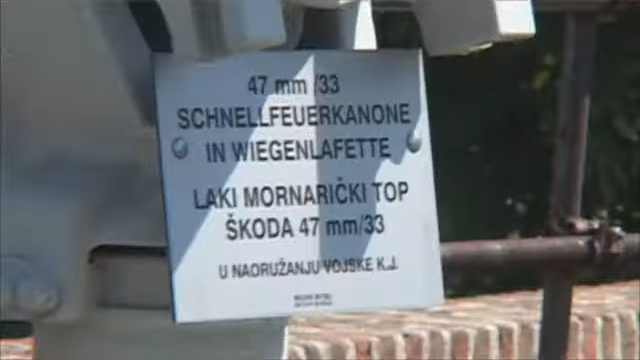 47 mm /33
SCHNELLFEUERKANONE
IN WIEGENLAFETTE
LAKI MORNARIČKI TOP
ŠKODA 47 mm/33
U NAORUŽANJU VOJSKE K.J.